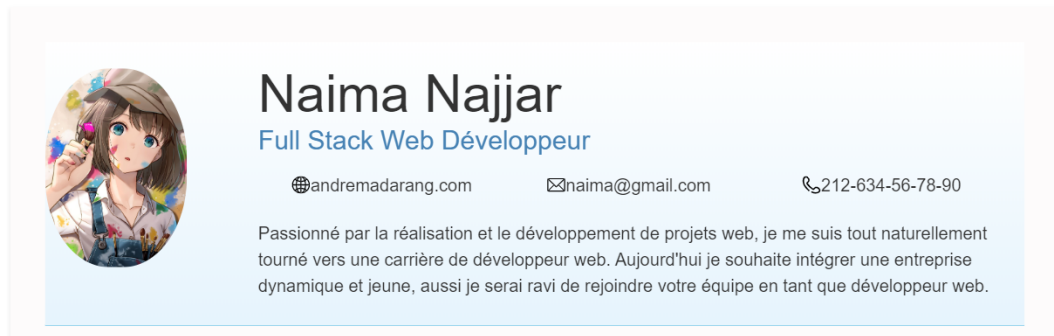 Naima Najjar
Full Stack Web Développeur
andremadarang.com naima@gmail.com 212-634-56-78-90
Passionné par la réalisation et le développement de projets web, je me suis tout naturellement
tourné vers une carrière de développeur web. Aujourd'hui je souhaite intégrer une entreprise
dynamique et jeune, aussi je serai ravi de rejoindre votre équipe en tant que développeur web.